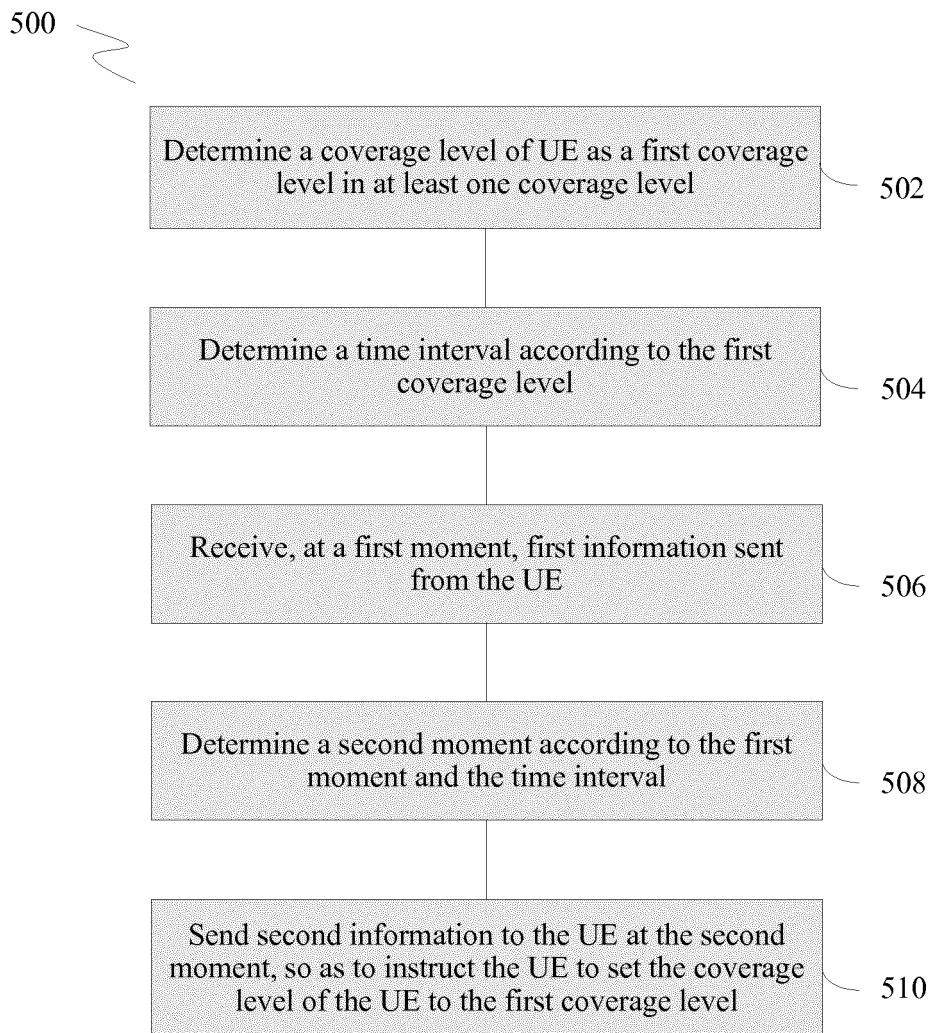 500
Determine a coverage level of UE as a first coverage
level in at least one coverage level
502
Determine a time interval according to the first
coverage level
504
Receive, at a first moment, first information sent
from the UE
506
Determine a second moment according to the first
moment and the time interval
508
Send second information to the UE at the second
moment, so as to instruct the UE to set the coverage
level of the UE to the first coverage level
510